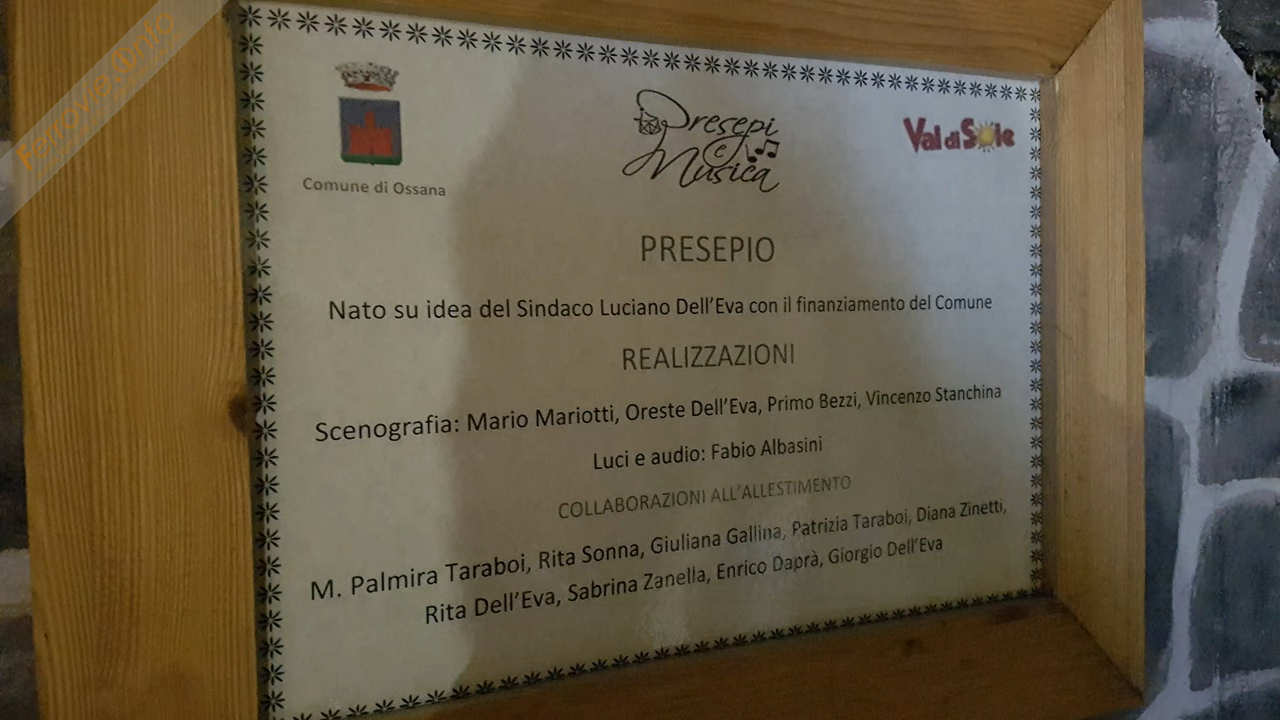 Ferrovie.@info
Comune di Ossana
Presepi
e
Musica
Val di Sole
PRESEPIO
Nato su idea del Sindaco Luciano Dell'Eva con il finanziamento del Comune
REALIZZAZIONI
Scenografia: Mario Mariotti, Oreste Dell'Eva, Primo Bezzi, Vincenzo Stanchina
Luci e audio: Fabio Albasini
COLLABORAZIONI ALL'ALLESTIMENTO
M. Palmira Taraboi, Rita Sonna, Giuliana Gallina, Patrizia Taraboi, Diana Zinetti,
Rita Dell'Eva, Sabrina Zanella, Enrico Daprà, Giorgio Dell'Eva